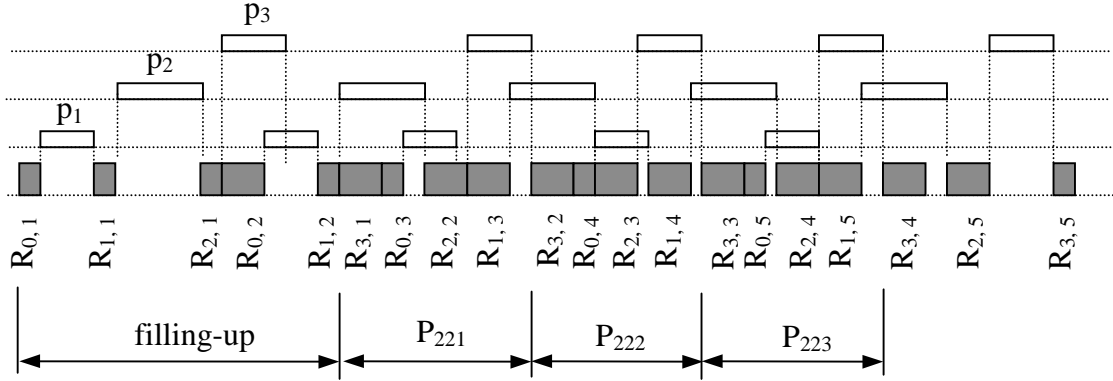 p3
p2
p1
R0, 1
R1, 1
R2, 1
R0, 2
R1, 2
R3, 1
R0, 3
R2, 2
R1, 3
R3, 2
R0, 4
R2, 3
R1, 4
R3, 3
R0, 5
R2, 4
R1, 5
R3, 4
R2, 5
R3, 5
filling-up
P221
P222
P223